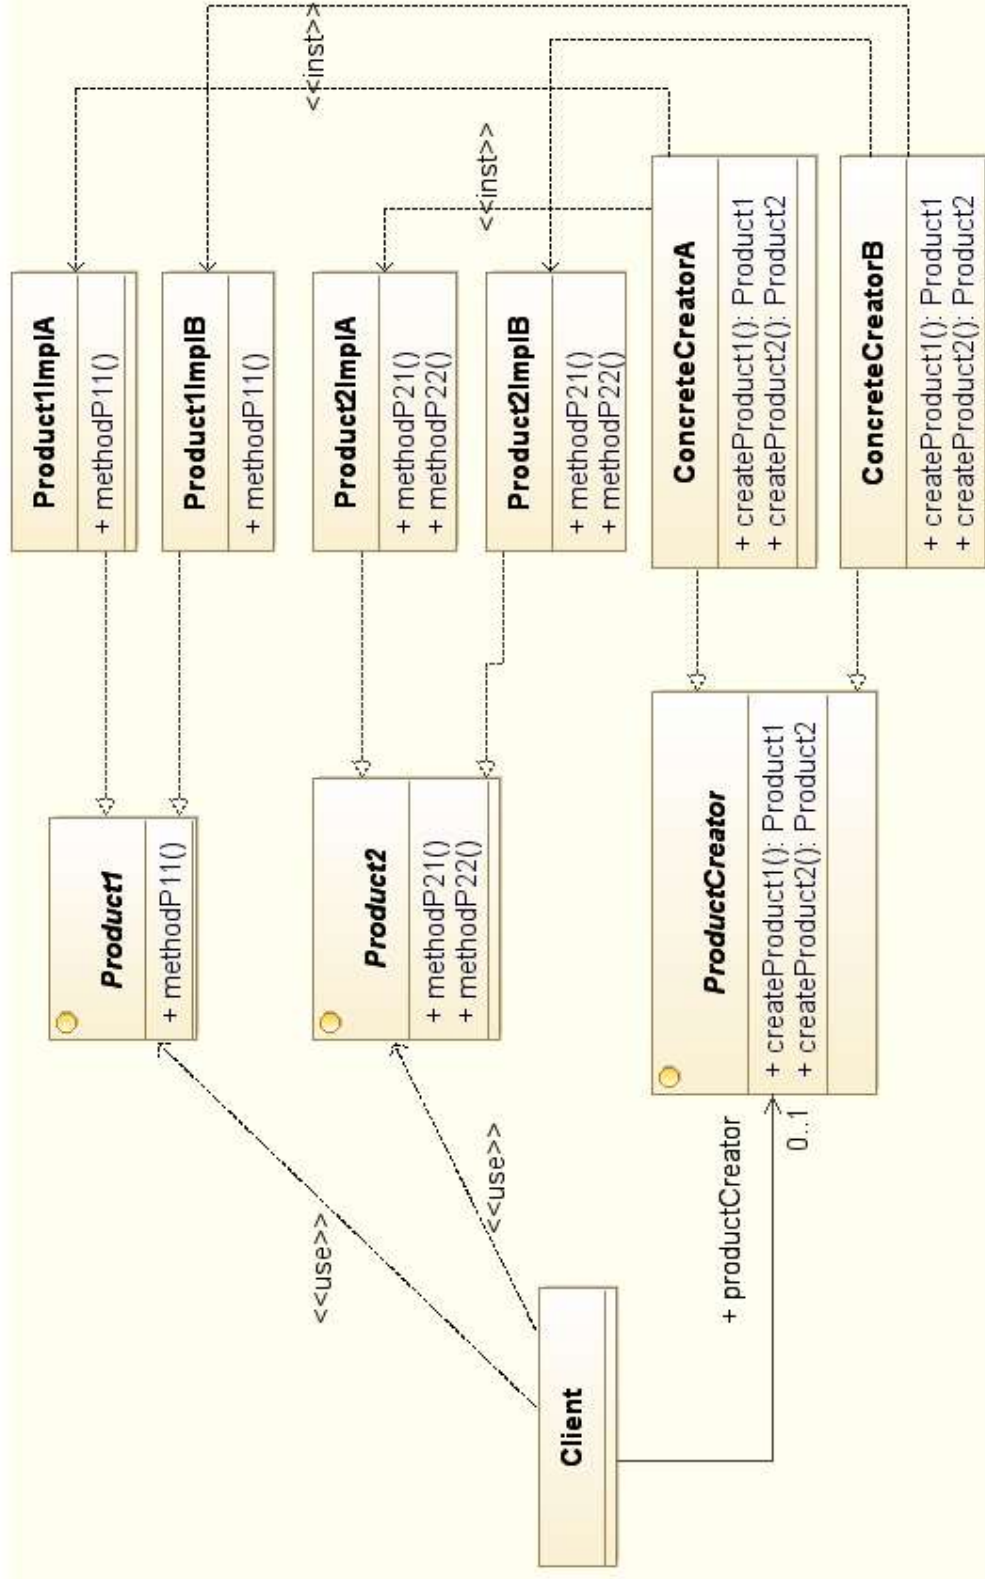 Product1ImplA
+ methodP11()
Product1ImplB
+ methodP11()
Product2ImplA
+ methodP21()
+ methodP22()
Product2ImplB
+ methodP21()
+ methodP22()
ConcreteCreatorA
+ createProduct1(): Product1
+ createProduct2(): Product2
ConcreteCreatorB
+ createProduct1(): Product1
+ createProduct2(): Product2
<<inst>>
<<inst>>
Product1
+ methodP11()
Product2
+ methodP21()
+ methodP22()
ProductCreator
+ createProduct1(): Product1
+ createProduct2(): Product2
<<use>>
<<use>>
+ productCreator
0..1
Client